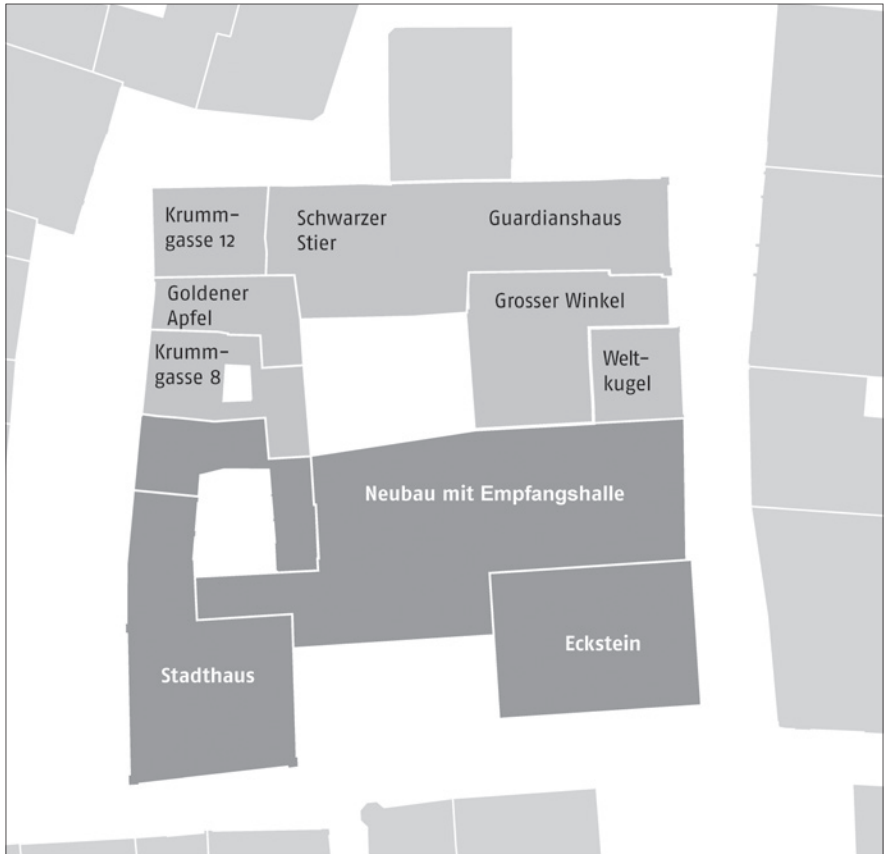 Krumm-
gasse 12
Schwarzer
Stier
Guardianshaus
Goldener
Apfel
Grosser Winkel
Krumm-
gasse 8
Welt-
kugel
Neubau mit Empfangshalle
Stadthaus
Eckstein